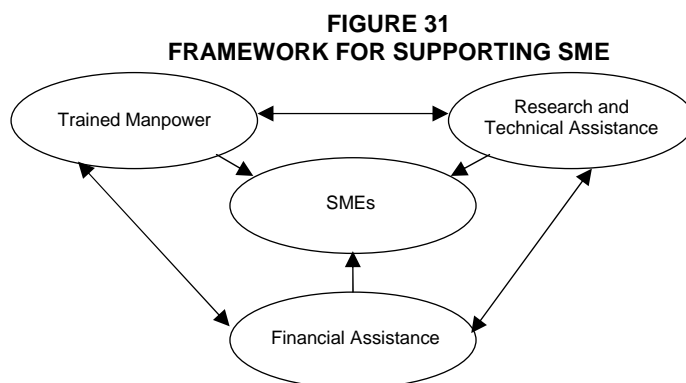 FIGURE 31
FRAMEWORK FOR SUPPORTING SME
Trained Manpower
Research and
Technical Assistance
SMEs
Financial Assistance